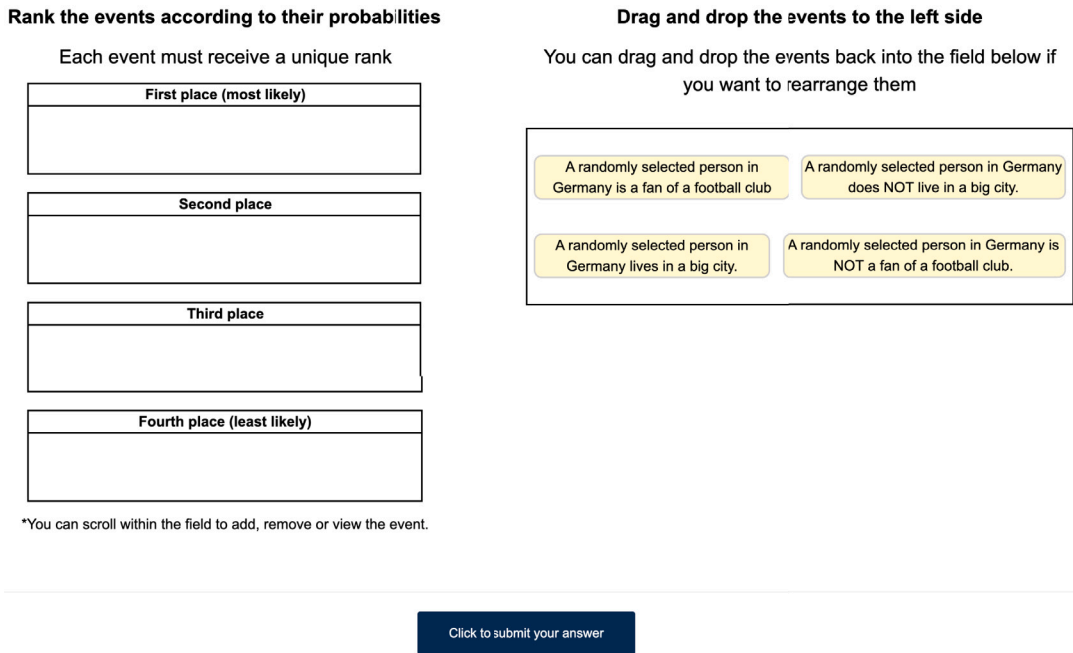 Rank the events according to their probabilities
Each event must receive a unique rank
First place (most likely)
Second place
Third place
Fourth place (least likely)
*You can scroll within the field to add, remove or view the event.
Drag and drop the events to the left side
You can drag and drop the events back into the field below if
you want to rearrange them
A randomly selected person in
Germany is a fan of a football club
A randomly selected person in Germany
does NOT live in a big city.
A randomly selected person in
Germany lives in a big city.
A randomly selected person in Germany is
NOT a fan of a football club.
Click to submit your answer